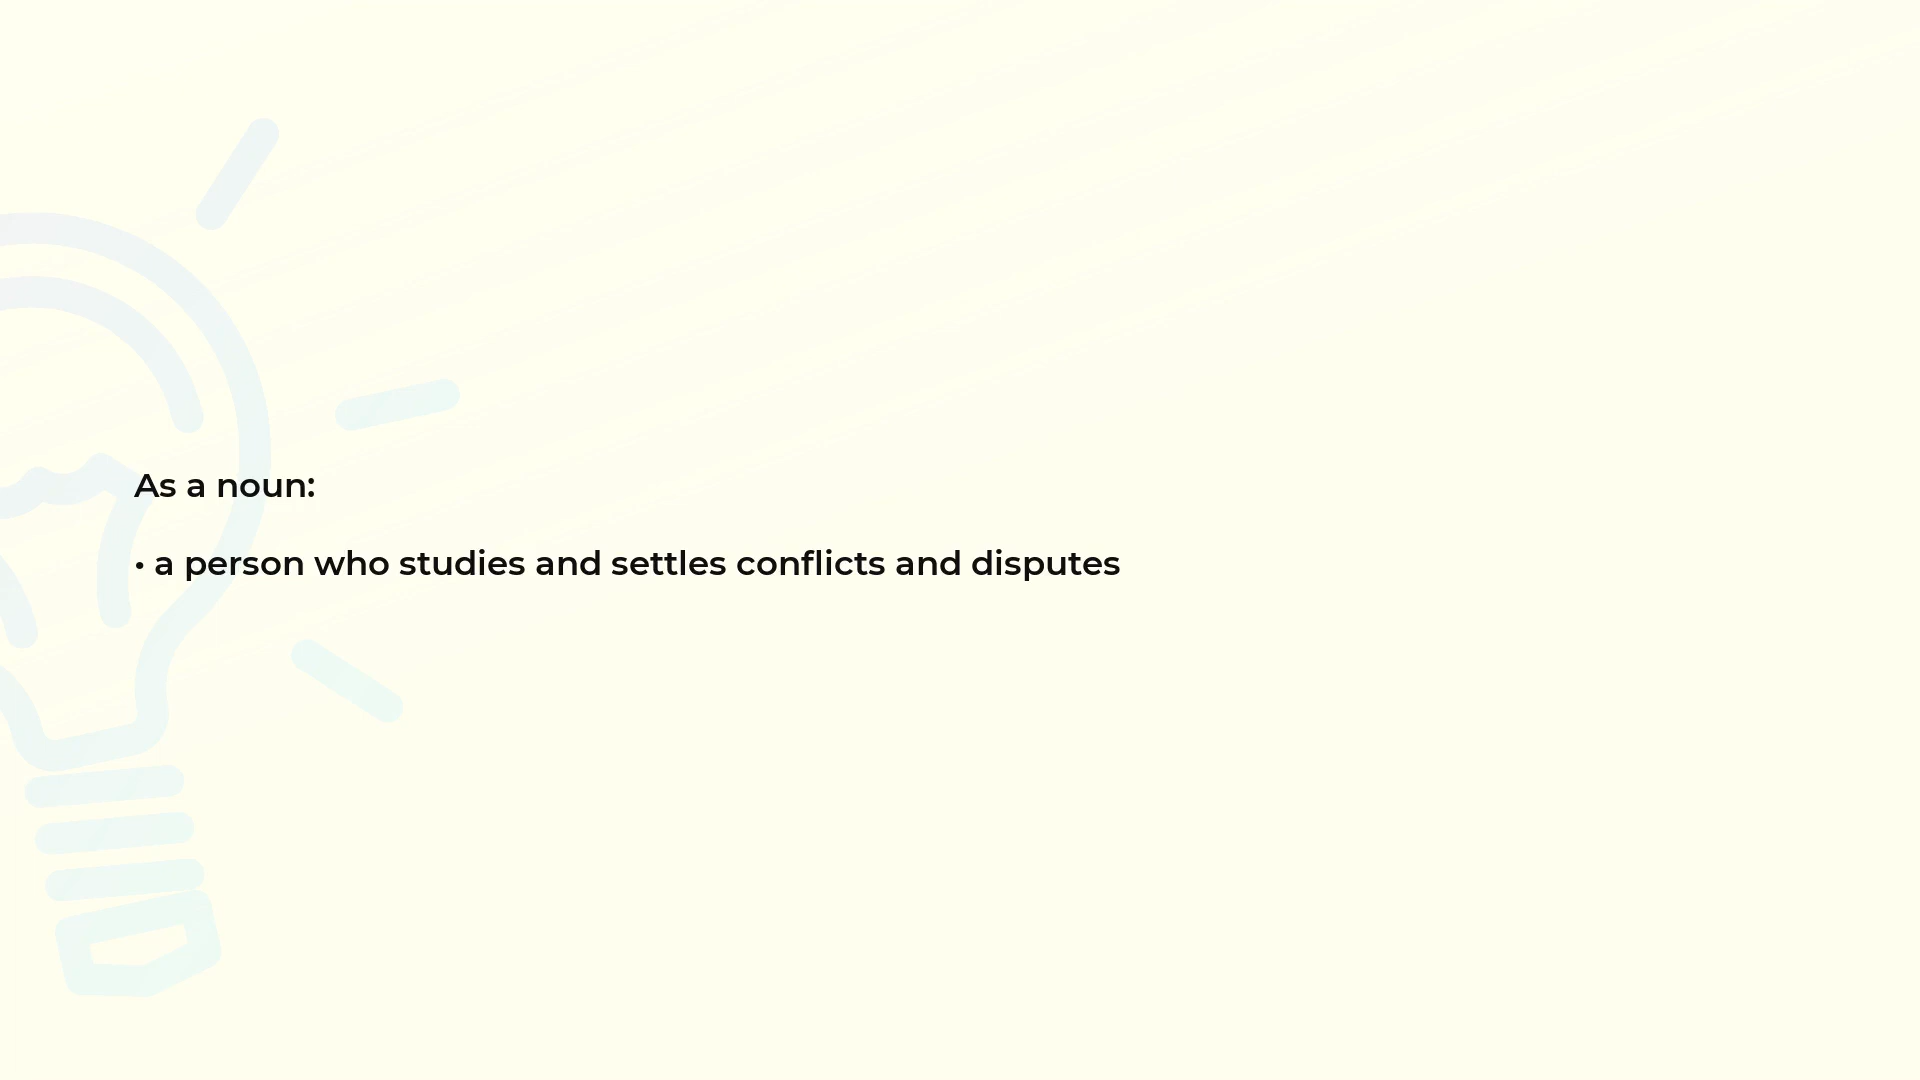 As a noun:
• a person who studies and settles conflicts and disputes